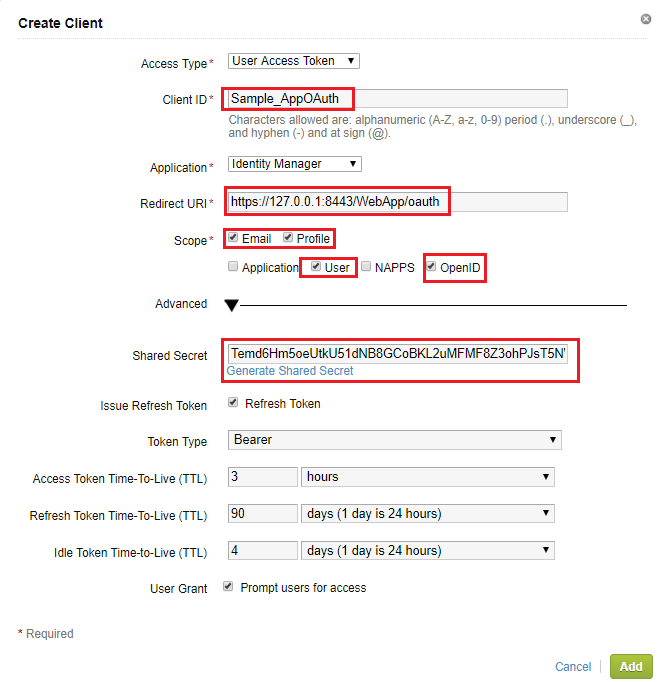 Create Client
Access Type* User Access Token
Client ID* Sample_AppOAuth
Characters allowed are: alphanumeric (A-Z, a-z, 0-9) period (.), underscore (_),
and hyphen (-) and at sign (@).
Application* Identity Manager
Redirect URI* https://127.0.0.1:8443/WebApp/oauth
Scope* Email Profile
Application User NAPPS OpenID
Advanced
Shared Secret Temd6Hm5oeUtkU51dNB8GCoBKL2uMFMF8Z3ohPJsT5N
Generate Shared Secret
Issue Refresh Token Refresh Token
Token Type Bearer
Access Token Time-To-Live (TTL) 3 hours
Refresh Token Time-To-Live (TTL) 90 days (1 day is 24 hours)
Idle Token Time-to-Live (TTL) 4 days (1 day is 24 hours)
User Grant Prompt users for access
* Required
Cancel Add